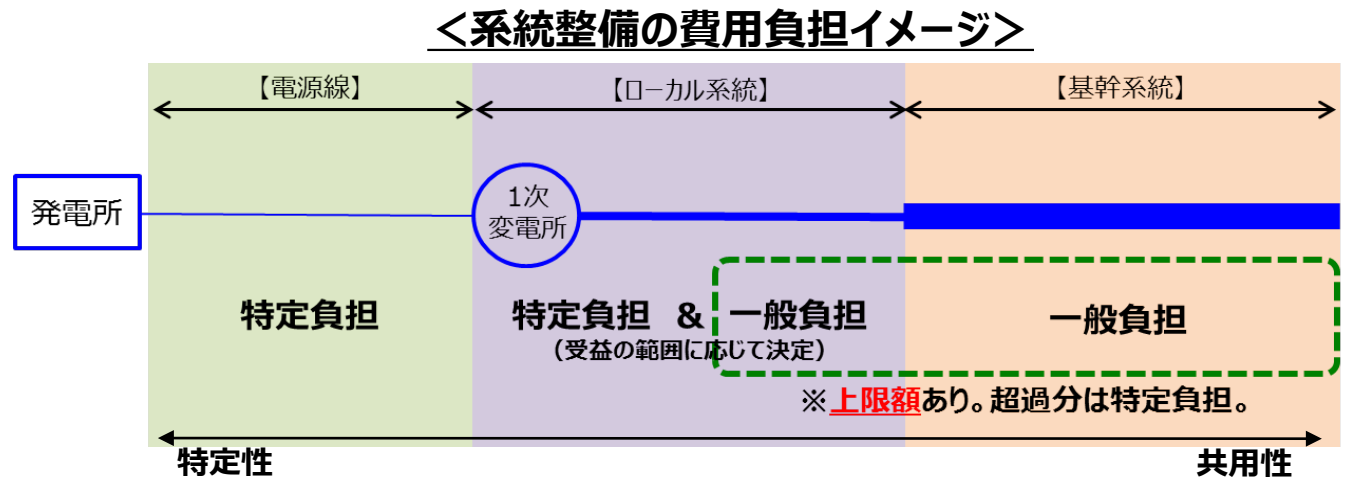 ＜系統整備の費用負担イメージ＞
【電源線】
【ローカル系統】
【基幹系統】
発電所
1次
変電所
特定負担
特定負担 & 一般負担
（受益の範囲に応じて決定）
一般負担
※上限額あり。超過分は特定負担。
特定性
共用性